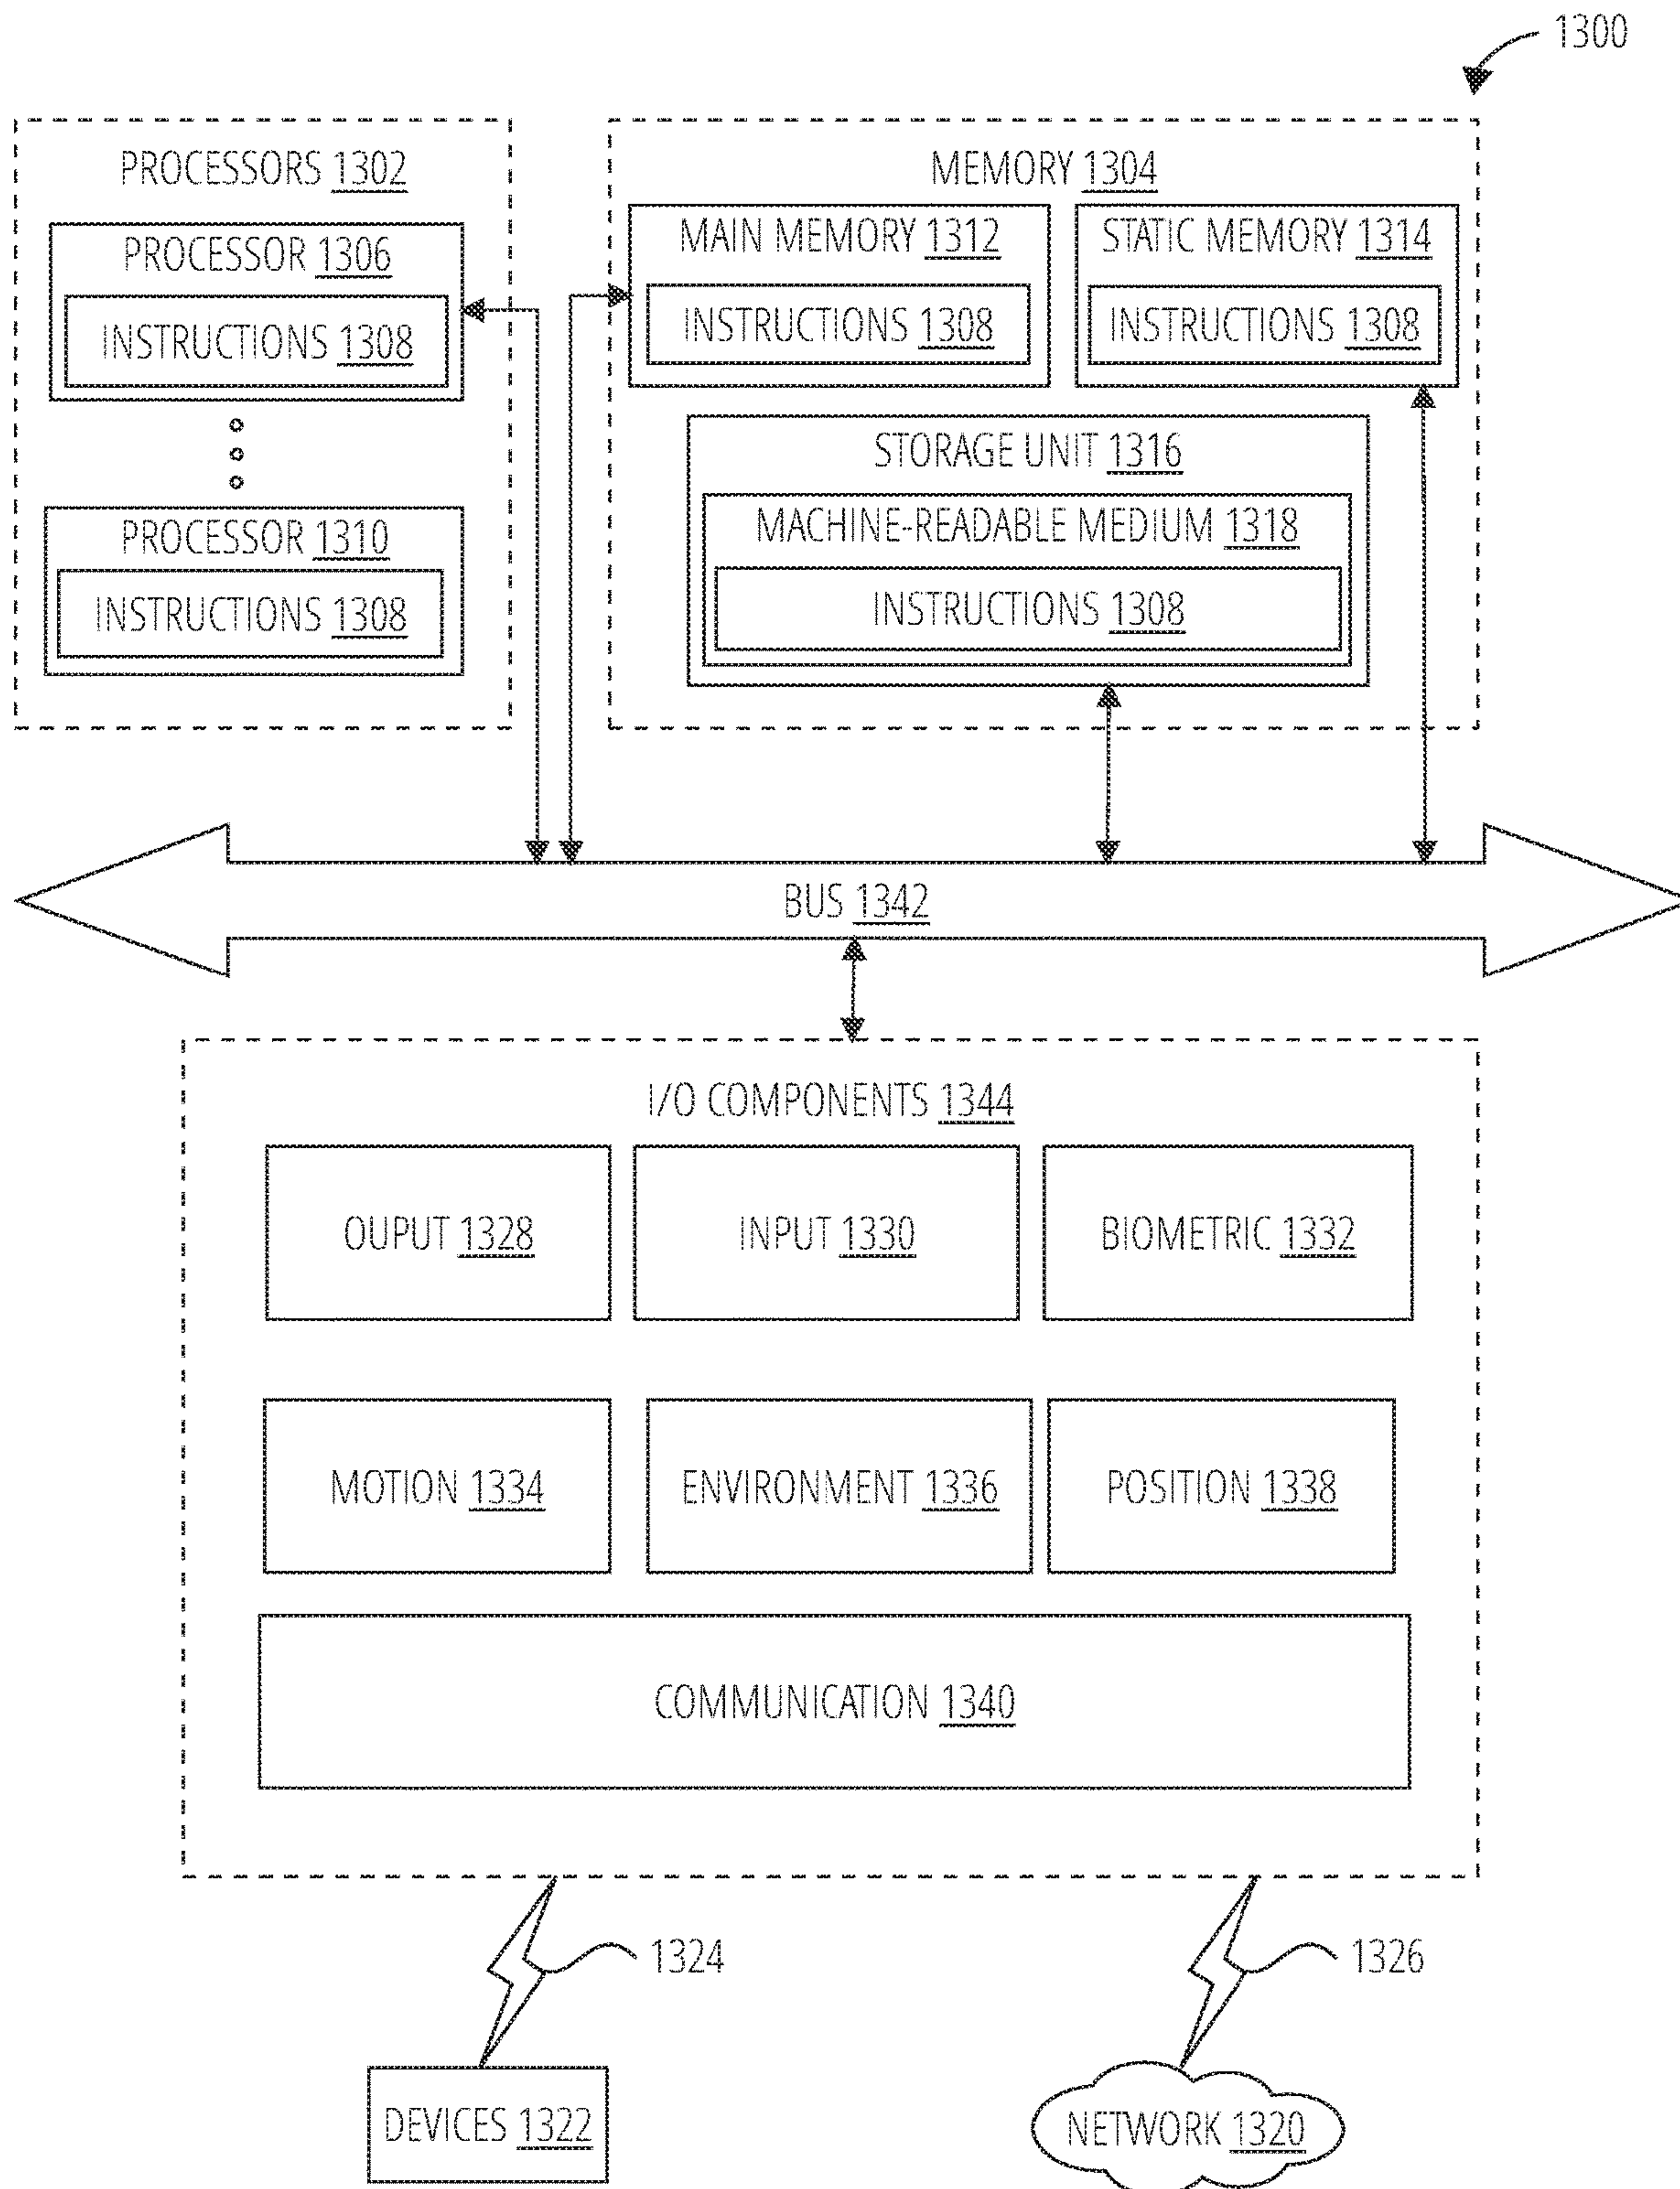 1300
PROCESSORS 1302
PROCESSOR 1306
INSTRUCTIONS 1308
PROCESSOR 1310
INSTRUCTIONS 1308
MEMORY 1304
MAIN MEMORY 1312
INSTRUCTIONS 1308
STATIC MEMORY 1314
INSTRUCTIONS 1308
STORAGE UNIT 1316
MACHINE-READABLE MEDIUM 1318
INSTRUCTIONS 1308
BUS 1342
I/O COMPONENTS 1344
OUPUT 1328
INPUT 1330
BIOMETRIC 1332
MOTION 1334
ENVIRONMENT 1336
POSITION 1338
COMMUNICATION 1340
1324
1326
DEVICES 1322
NETWORK 1320